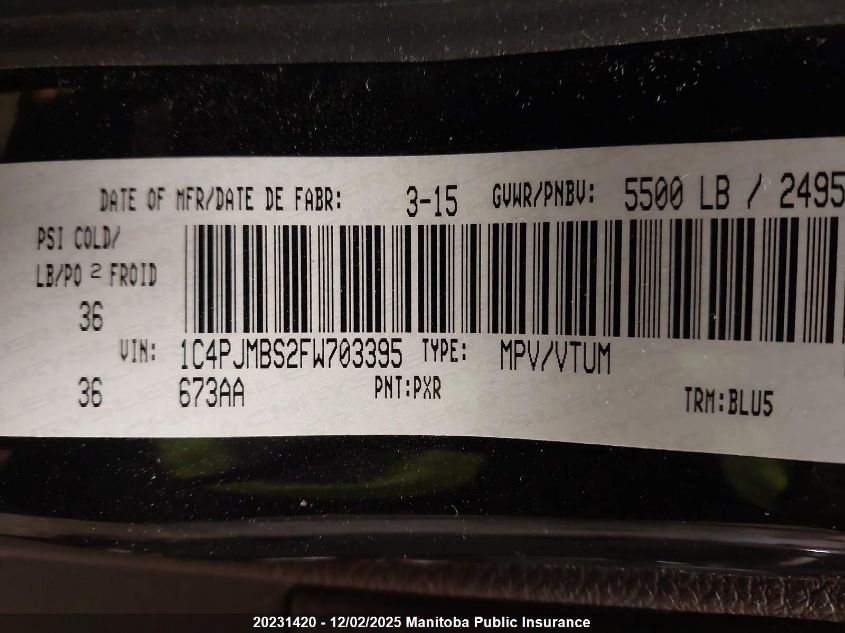 DATE OF MFR/DATE DE FABR: 3-15 GVWR/PNBV: 5500 LB / 2495
PSI COLD/
LB/PO 2 FROID
36
VIN: 1C4PJMBS2FW703395 TYPE: MPV/VTUM
36 673AA PNT:PXR TRM:BLU5
20231420 - 12/02/2025 Manitoba Public Insurance